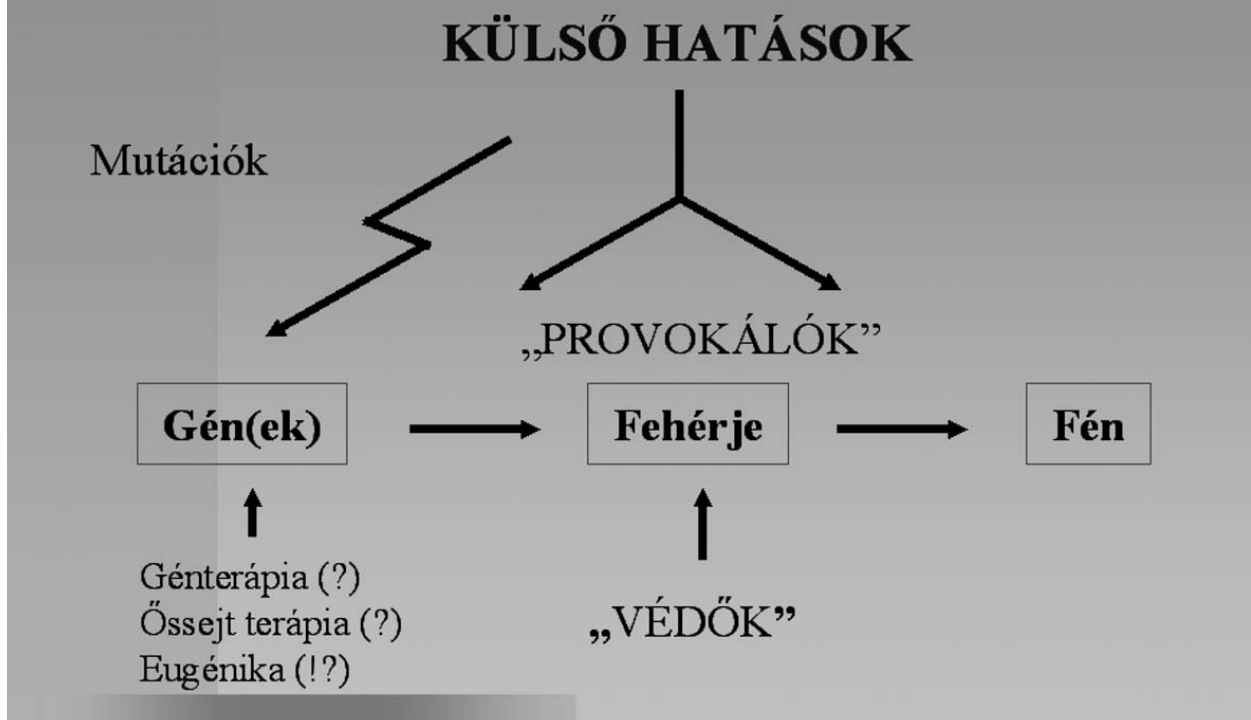 KÜLSŐ HATÁSOK
Mutációk
„PROVOKÁLÓK”
Gén(ek)
Fehérje
Fén
Génterápia (?)
Őssejt terápia (?)
Eugénika (!?)
„VÉDŐK”